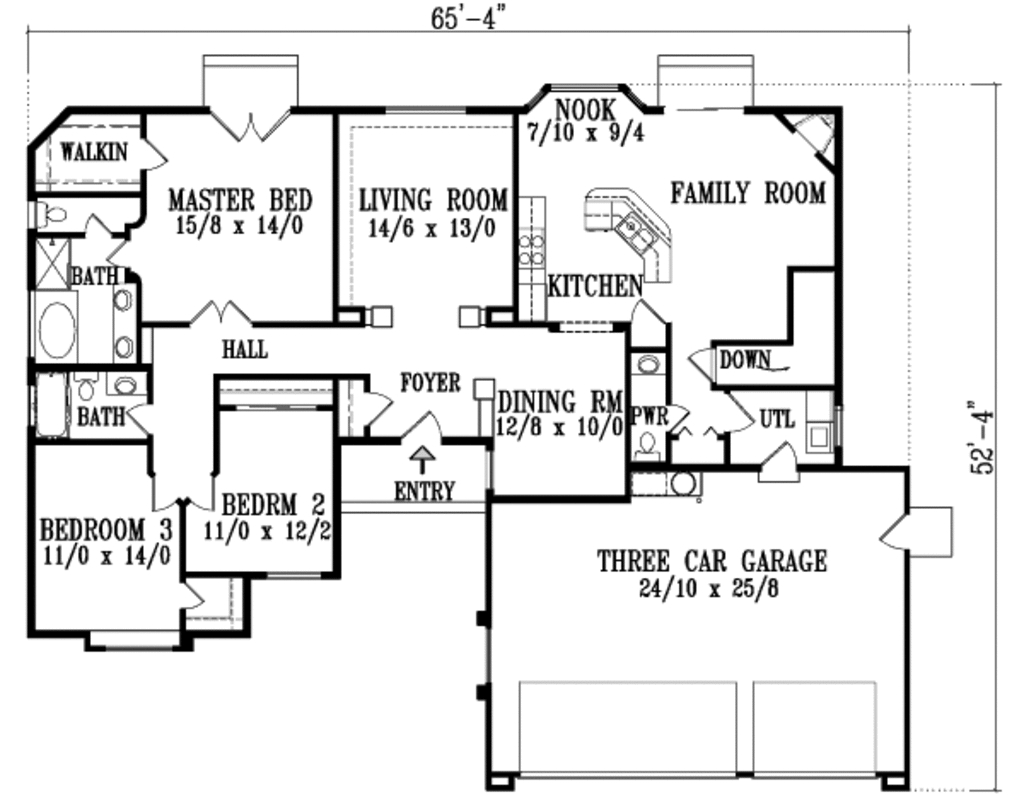 65'-4"
NOOK
7/10 x 9/4
WALKIN
MASTER BED
15/8 x 14/0
LIVING ROOM
14/6 x 13/0
FAMILY ROOM
BATH
KITCHEN
HALL
FOYER
DOWN
BATH
DINING RM
12/8 x 10/0
PWR
UTL
52'-4"
ENTRY
BEDRM 2
11/0 x 12/2
BEDROOM 3
11/0 x 14/0
THREE CAR GARAGE
24/10 x 25/8